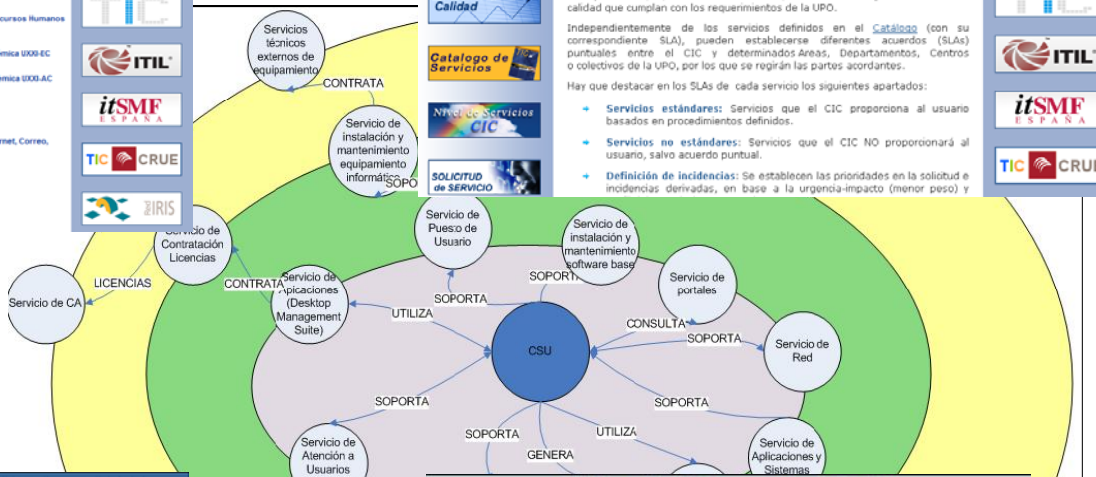 cursos Humanos
TIC
ITIL
itSMF
ESPAÑA
TIC CRUE
Red IRIS
Calidad
Catalogo de
Servicios
Nivel de Servicios
CIC
SOLICITUD
de SERVICIO
calidad que cumplan con los requerimientos de la UPO.
Independientemente de los servicios definidos en el Catálogo (con su
correspondiente SLA), pueden establecerse diferentes acuerdos (SLAs)
puntuales entre el CIC y determinados Areas, Departamentos, Centros
o colectivos de la UPO, por los que se regirán las partes acordantes.
Hay que destacar en los SLAs de cada servicio los siguientes apartados:
Servicios estándares: Servicios que el CIC proporciona al usuario
basados en procedimientos definidos.
Servicios no estándares: Servicios que el CIC NO proporcionará al
usuario, salvo acuerdo puntual.
Definición de incidencias: Se establecen las prioridades en la solicitud e
incidencias derivadas, en base a la urgencia-impacto (menor peso) y
ITIL
itSMF
ESPAÑA
TIC CRUE
Servicios
técnicos
externos de
equipamiento
CONTRATA
Servicio de
instalación y
mantenimiento
equipamiento
informático
SOPO
Servicio de
Contratación
Licencias
LICENCIAS
Servicio de CA
CONTRATA
Servicio de
Aplicaciones
(Desktop
Management
Suite)
UTILIZA
Servicio de
Puesto de
Usuario
SOPORTA
Servicio de
instalación y
mantenimiento
software base
SOPORTA
Servicio de
portales
CONSULTA
SOPORTA
Servicio de
Red
CSU
SOPORTA
SOPORTA
Servicio de
Atención a
Usuarios
SOPORTA
GENERA
UTILIZA
Servicio de
Aplicaciones y
Sistemas